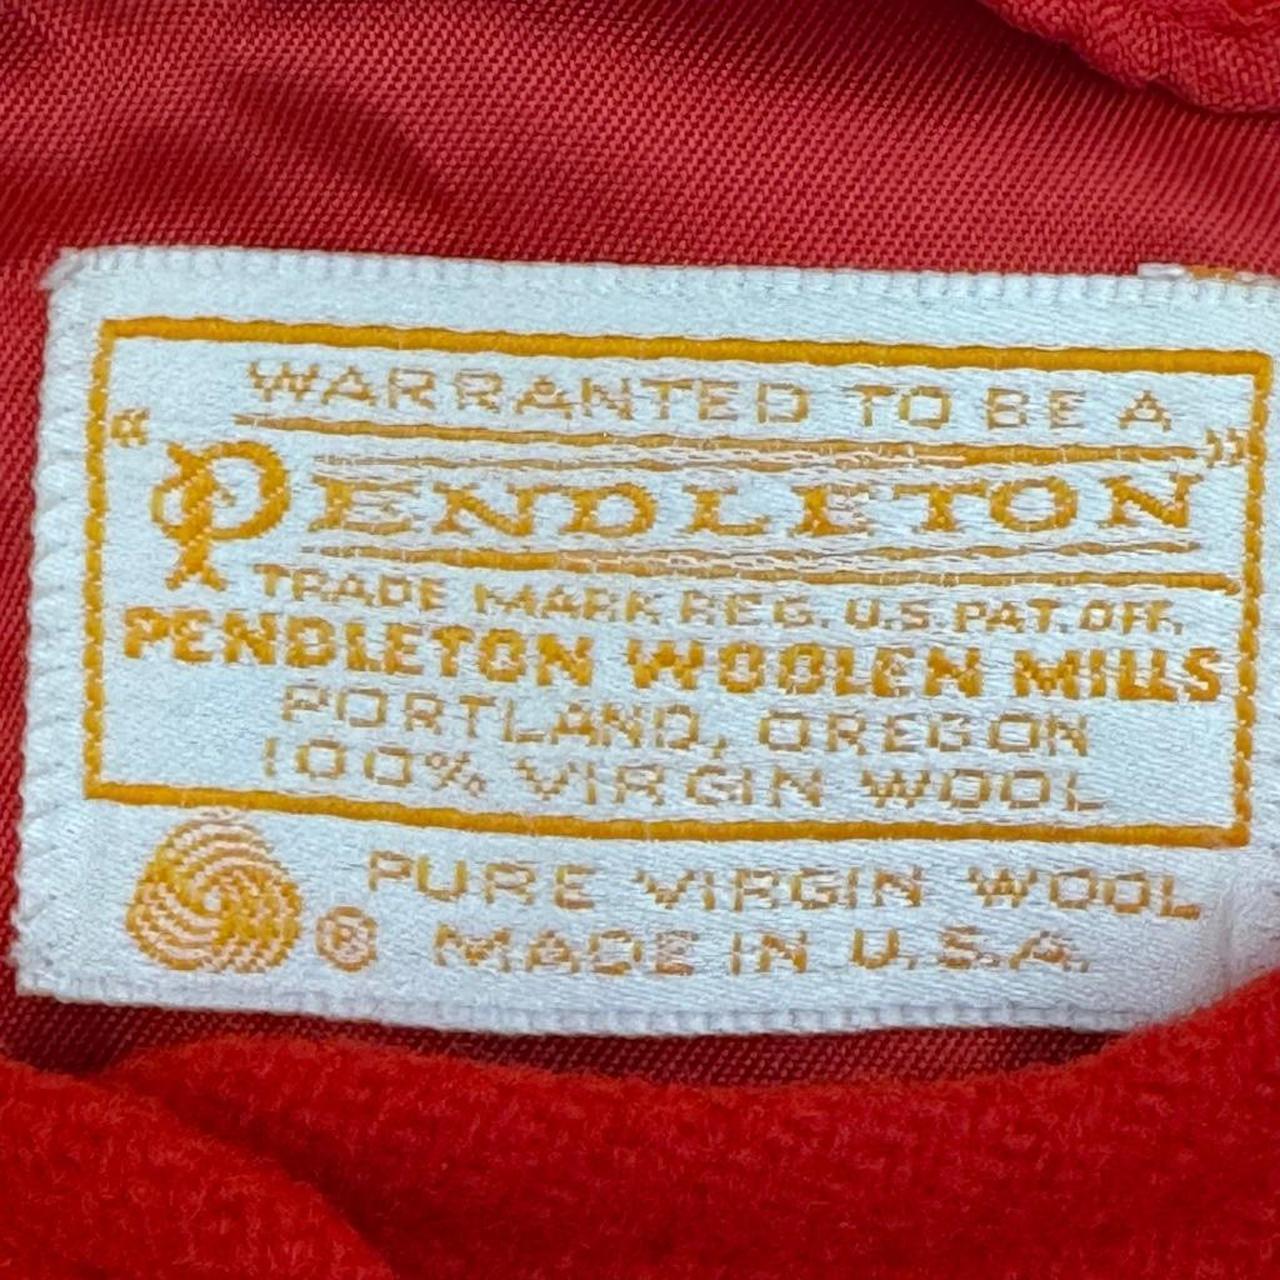 WARRANTED TO BE A
"PENDLETON"
TRADE MARK REG. U.S. PAT. OFF.
PENDLETON WOOLEN MILLS
PORTLAND, OREGON
100% VIRGIN WOOL
® PURE VIRGIN WOOL
MADE IN U.S.A.